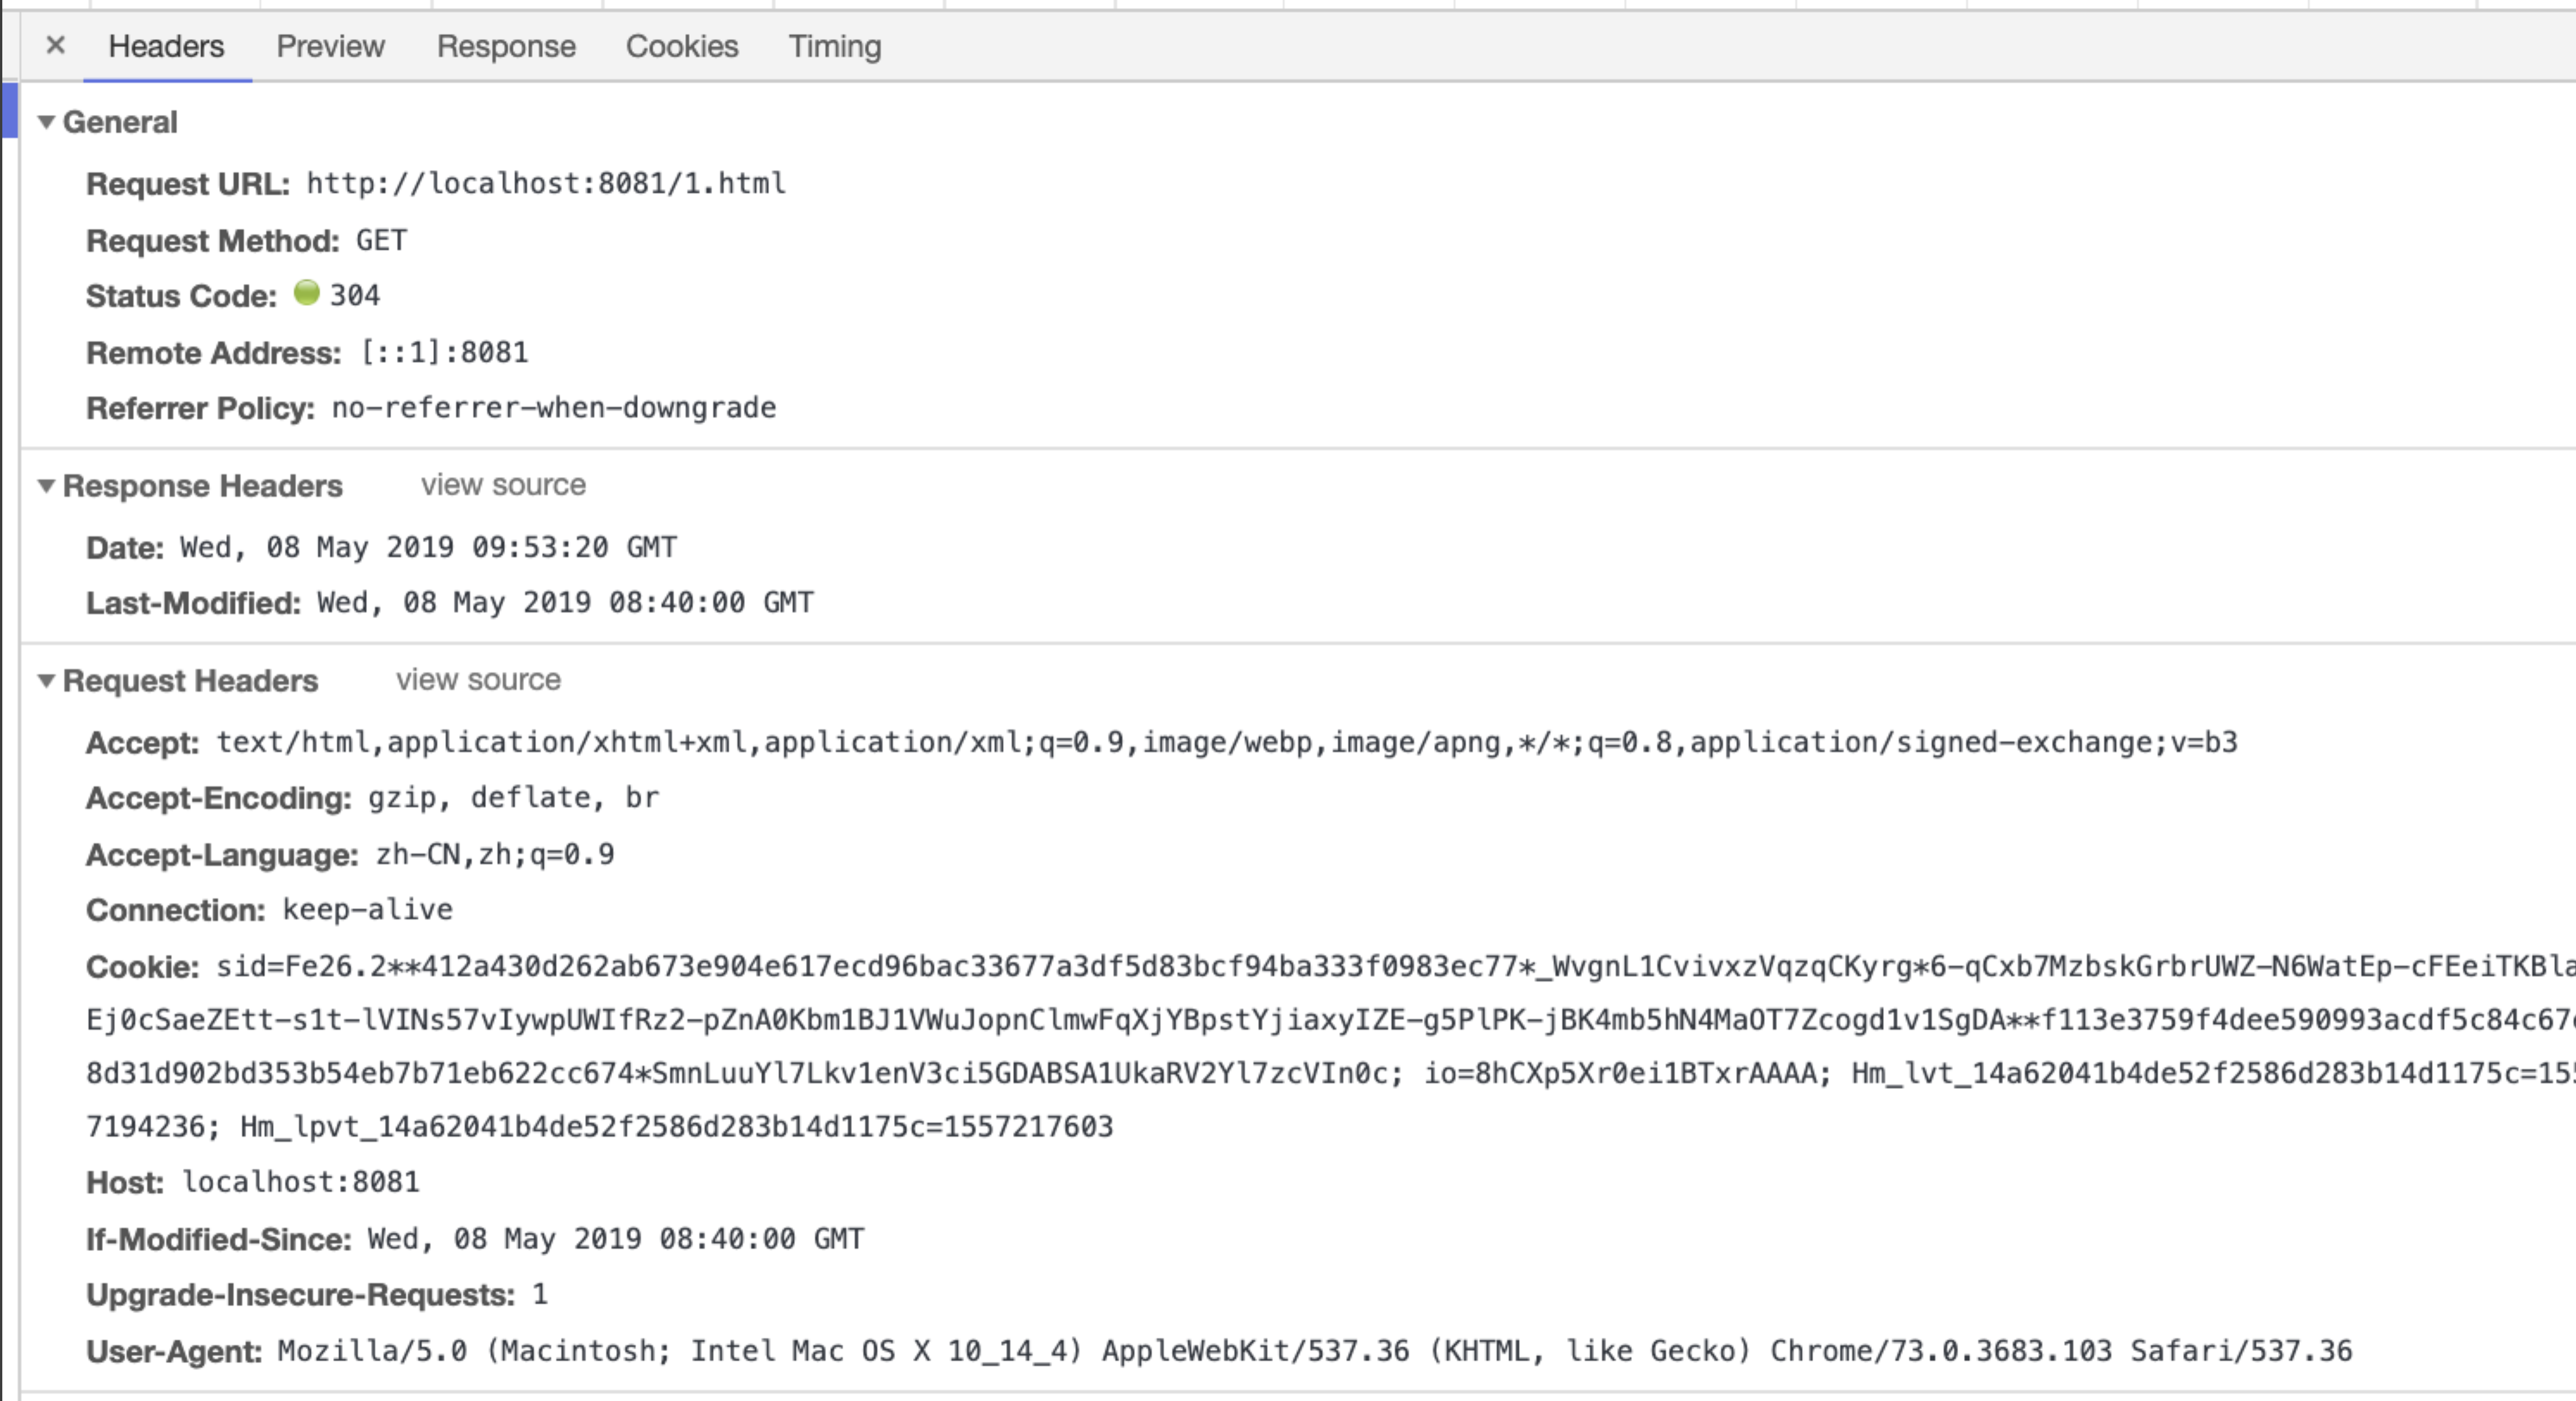 × Headers Preview Response Cookies Timing
▼ General
Request URL: http://localhost:8081/1.html
Request Method: GET
Status Code: 304
Remote Address: [::1]:8081
Referrer Policy: no-referrer-when-downgrade
▼ Response Headers view source
Date: Wed, 08 May 2019 09:53:20 GMT
Last-Modified: Wed, 08 May 2019 08:40:00 GMT
▼ Request Headers view source
Accept: text/html,application/xhtml+xml,application/xml;q=0.9,image/webp,image/apng,*/*;q=0.8,application/signed-exchange;v=b3
Accept-Encoding: gzip, deflate, br
Accept-Language: zh-CN,zh;q=0.9
Connection: keep-alive
Cookie: sid=Fe26.2**412a430d262ab673e904e617ecd96bac33677a3df5d83bcf94ba333f0983ec77*_WvgnL1CvivxzVqzqCKyrg*6-qCxb7MzbskGrbrUWZ-N6WatEp-cFEeiTKBla
Ej0cSaeZEtt-s1t-lVINs57vIywpUWIfRz2-pZnA0Kbm1BJ1VWuJopnClmwFqXjYBpstYjiaxyIZE-g5PlPK-jBK4mb5hN4MaOT7Zcogd1v1SgDA**f113e3759f4dee590993acdf5c84c67
8d31d902bd353b54eb7b71eb622cc674*SmnLuuYl7Lkv1enV3ci5GDABSA1UkaRV2Yl7zcVIn0c; io=8hCXp5Xr0ei1BTxrAAAA; Hm_lvt_14a62041b4de52f2586d283b14d1175c=15
7194236; Hm_lpvt_14a62041b4de52f2586d283b14d1175c=1557217603
Host: localhost:8081
If-Modified-Since: Wed, 08 May 2019 08:40:00 GMT
Upgrade-Insecure-Requests: 1
User-Agent: Mozilla/5.0 (Macintosh; Intel Mac OS X 10_14_4) AppleWebKit/537.36 (KHTML, like Gecko) Chrome/73.0.3683.103 Safari/537.36